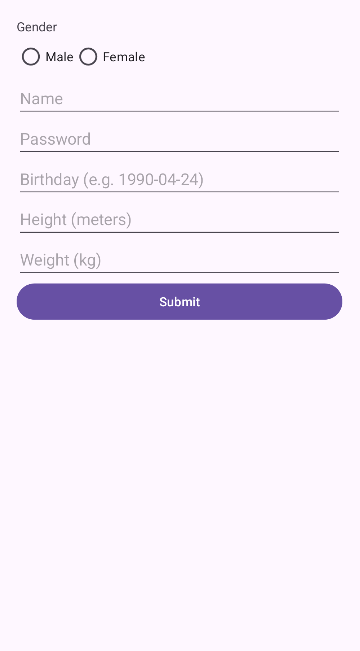 Gender
Male Female
Name
Password
Birthday (e.g. 1990-04-24)
Height (meters)
Weight (kg)
Submit